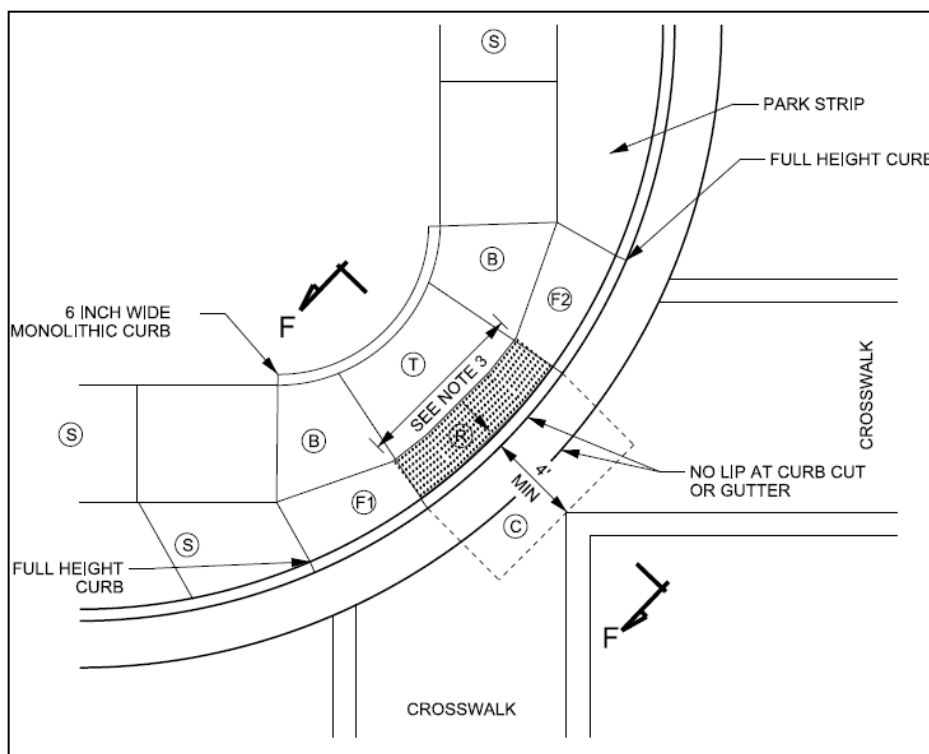 S
PARK STRIP
FULL HEIGHT CURB
B
F2
6 INCH WIDE
MONOLITHIC CURB
F
T
SEE NOTE 3
CROSSWALK
S
B
R
NO LIP AT CURB CUT
OR GUTTER
4'
MIN
F1
C
S
FULL HEIGHT
CURB
F
CROSSWALK